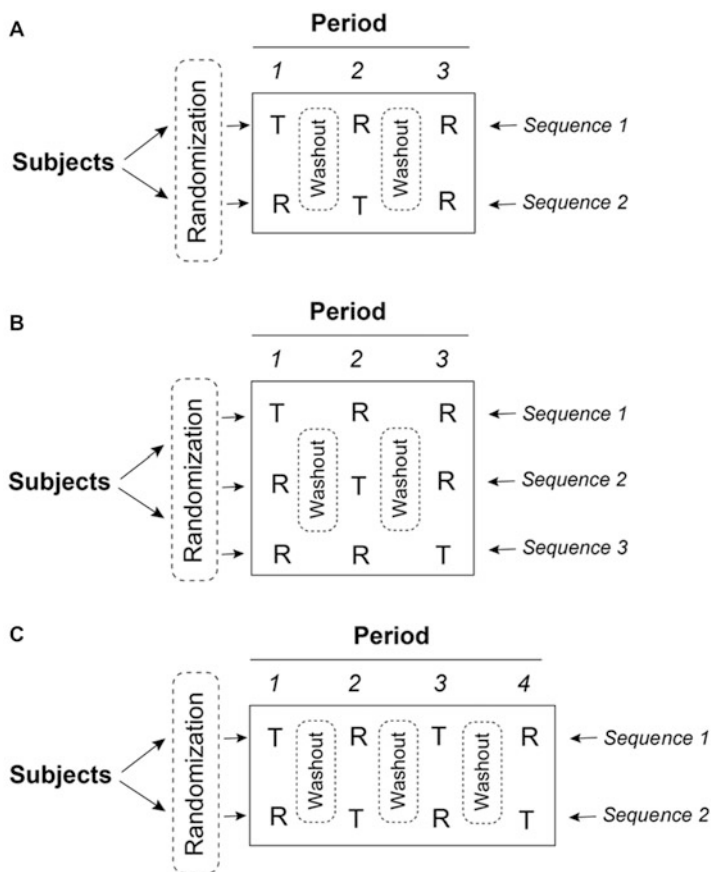 A
Period
1 2 3
Subjects
Randomization
T Washout R Washout R
Sequence 1
R T R
Sequence 2
B
Period
1 2 3
Subjects
Randomization
T R R
Sequence 1
R Washout T Washout R
Sequence 2
R R T
Sequence 3
C
Period
1 2 3 4
Subjects
Randomization
T Washout R Washout T Washout R
Sequence 1
R T R T
Sequence 2